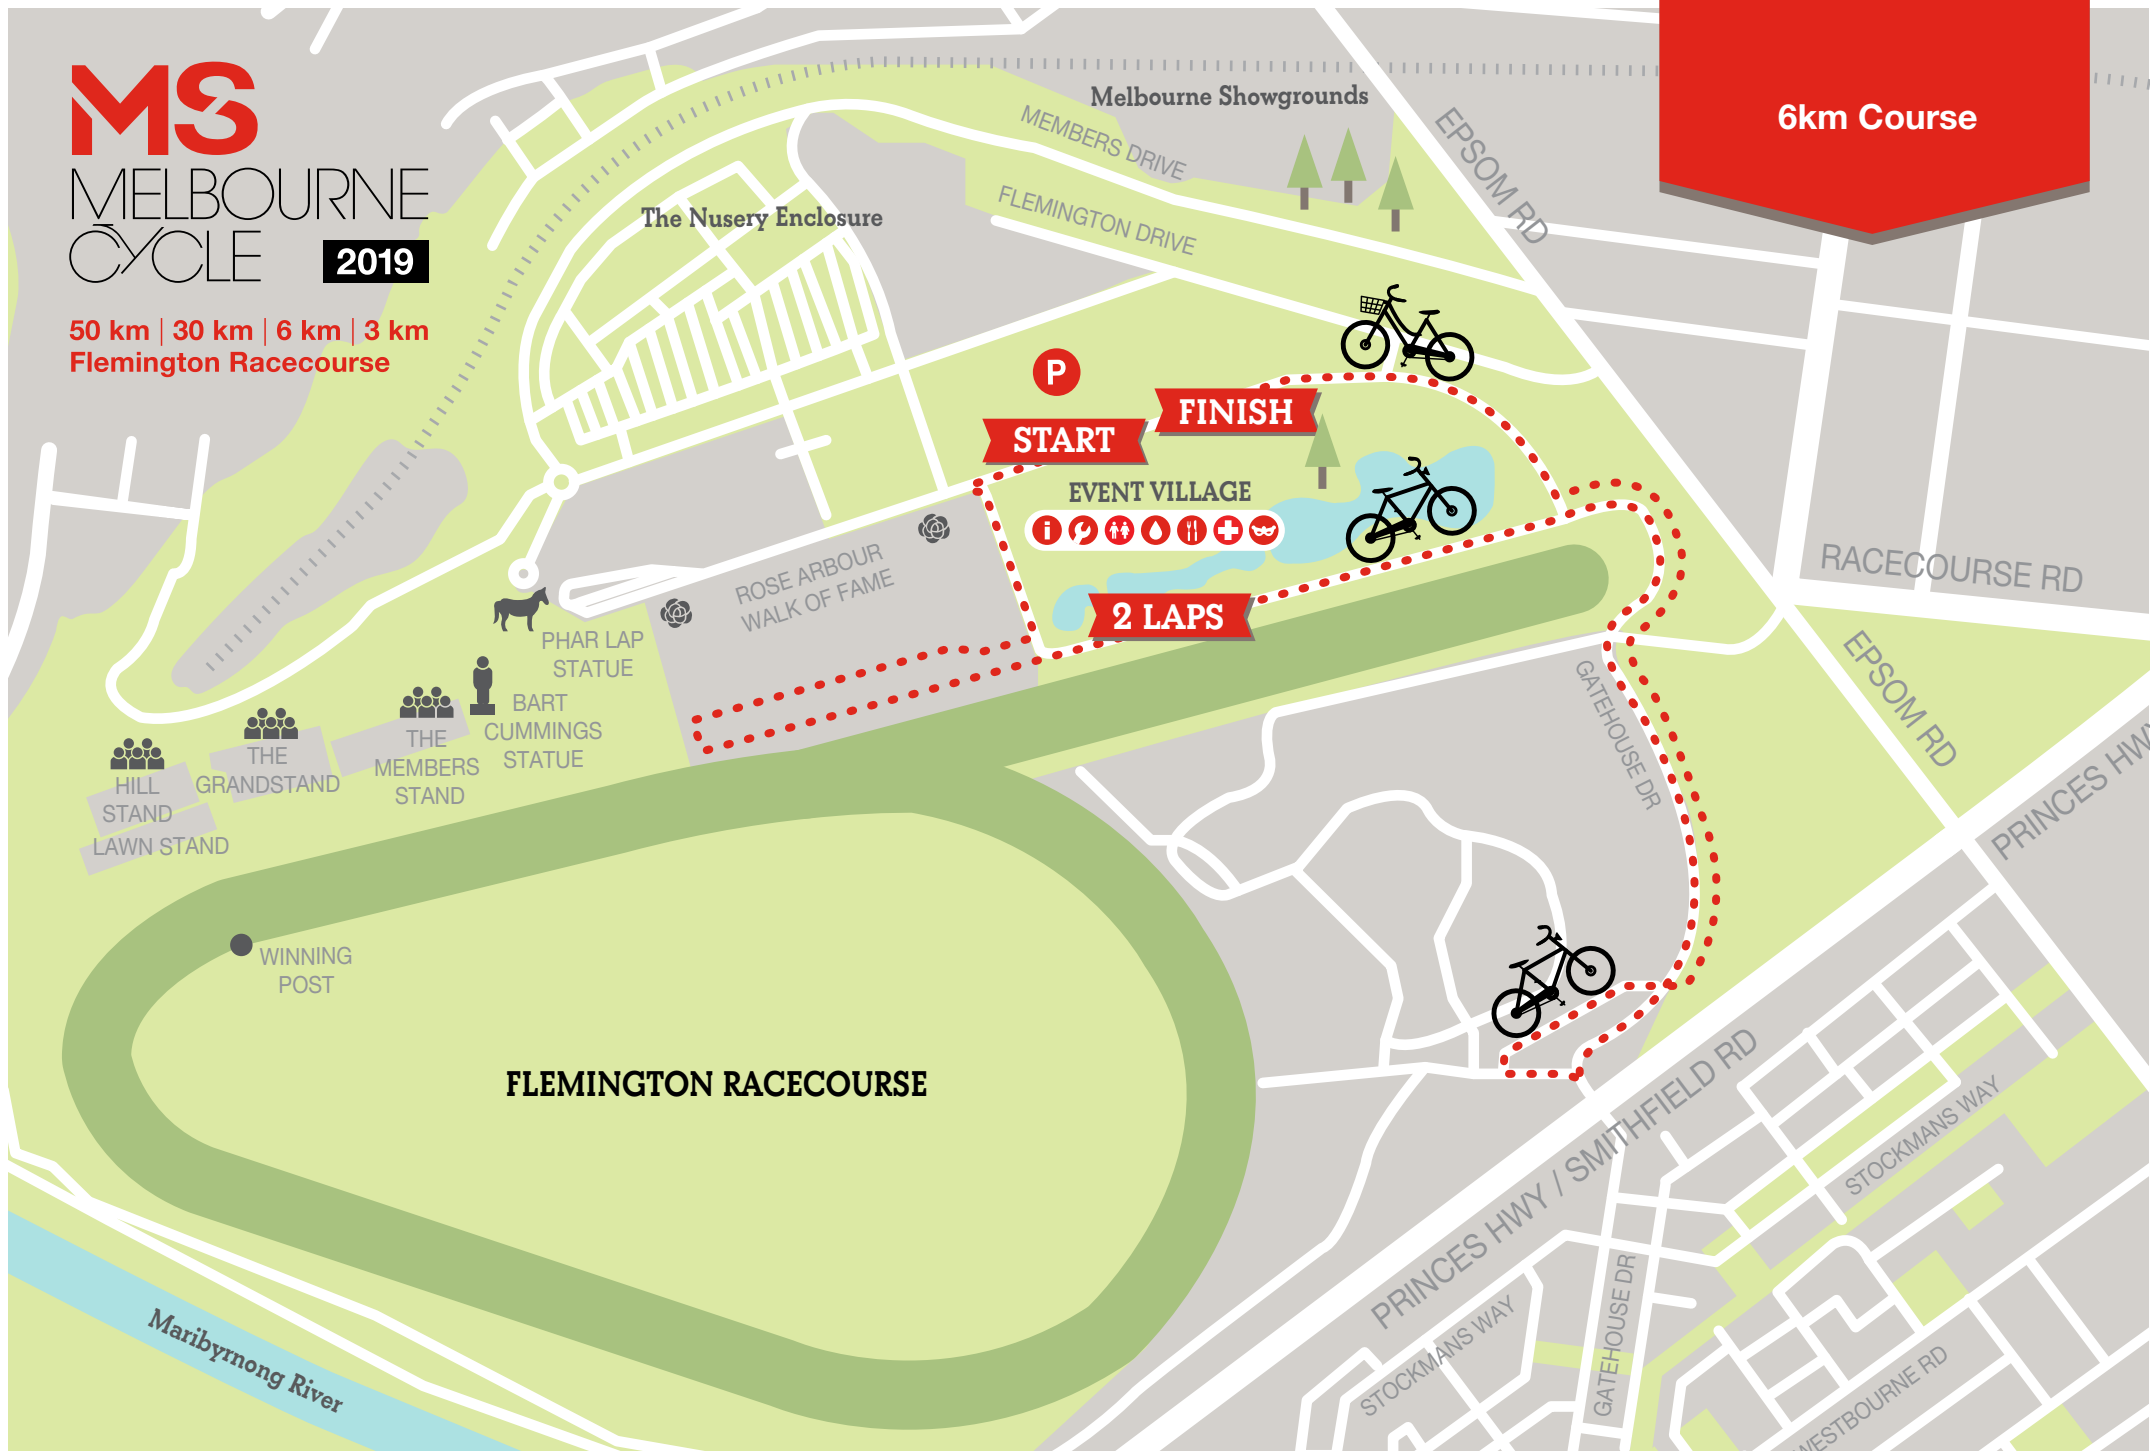 MS
MELBOURNE
CYCLE 2019
50 km | 30 km | 6 km | 3 km
Flemington Racecourse
6km Course
Melbourne Showgrounds
MEMBERS DRIVE
FLEMINGTON DRIVE
EPSOM RD
The Nusery Enclosure
P
START
FINISH
EVENT VILLAGE
i
2 LAPS
ROSE ARBOUR
WALK OF FAME
RACECOURSE RD
PHAR LAP
STATUE
BART
CUMMINGS
STATUE
THE
MEMBERS
STAND
THE
GRANDSTAND
HILL
STAND
LAWN STAND
GATEHOUSE DR
EPSOM RD
PRINCES HWY
WINNING
POST
FLEMINGTON RACECOURSE
PRINCES HWY / SMITHFIELD RD
STOCKMANS WAY
STOCKMANS WAY
GATEHOUSE DR
WESTBOURNE RD
Maribyrnong River